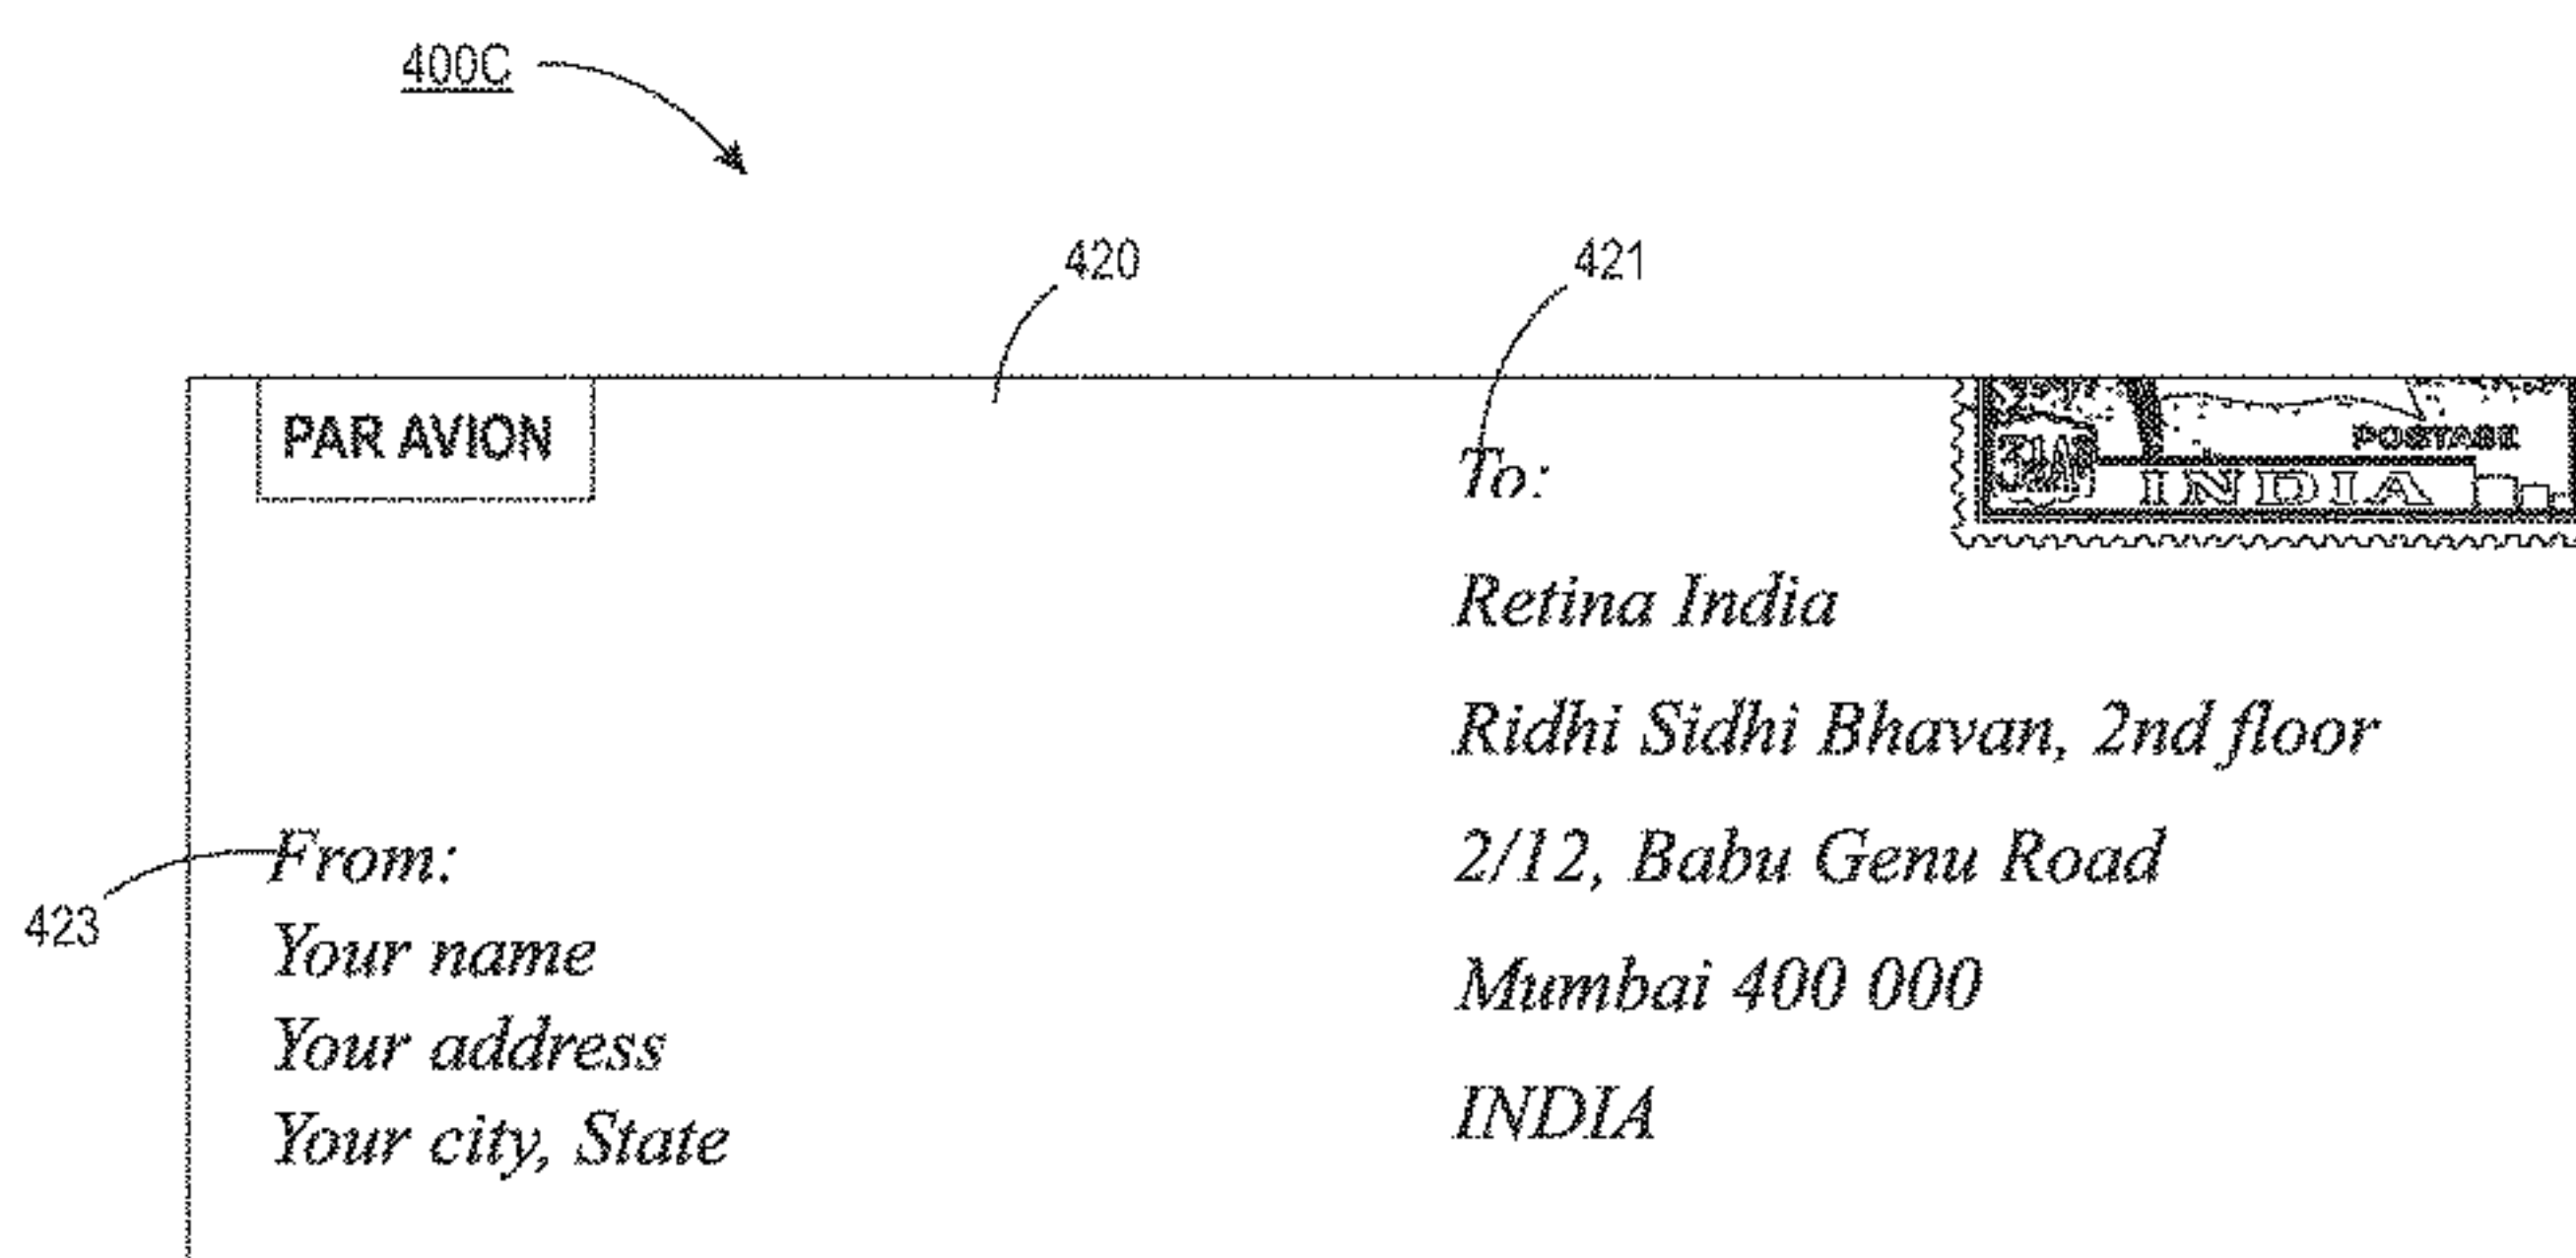 400C
420
421
PAR AVION
POSTAGE
INDIA
To:
Retina India
Ridhi Sidhi Bhavan, 2nd floor
2/12, Babu Genu Road
Mumbai 400 000
INDIA
From:
423
Your name
Your address
Your city, State